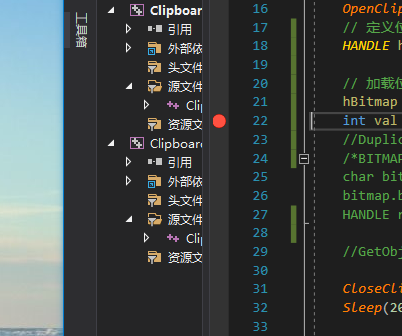 工具箱
Clipboard
引用
外部依
头文件
源文件
Clip
资源文
Clipboard
引用
外部依
头文件
源文件
Clip
资源文
16 OpenClip
17 // 定义位
18 HANDLE h
19
20 // 加载位
21 hBitmap
22 int val
23 //Duplic
24 /*BITMAP
25 char bit
26 bitmap.b
27 HANDLE r
28
29 //GetObj
30
31 CloseCli
32 Sleep(20
33